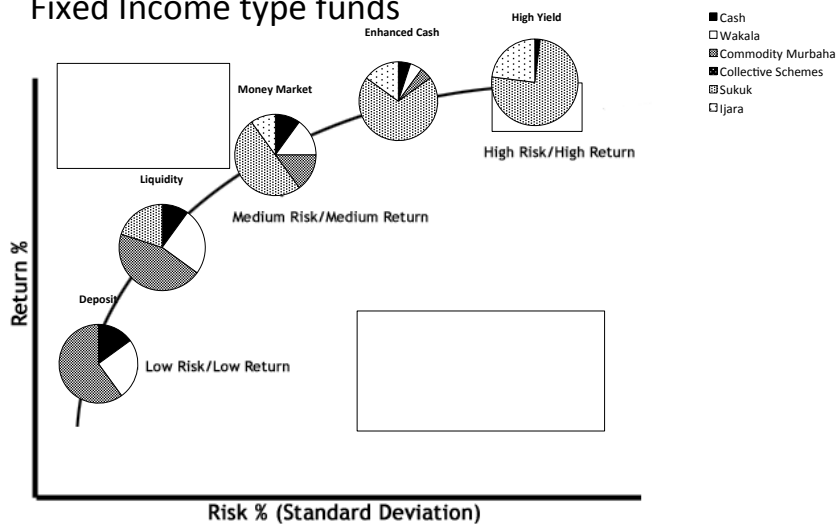 Fixed Income type funds
High Yield
Enhanced Cash
Money Market
Liquidity
Deposit
Cash
Wakala
Commodity Murbaha
Collective Schemes
Sukuk
Ijara
High Risk/High Return
Medium Risk/Medium Return
Low Risk/Low Return
Return %
Risk % (Standard Deviation)